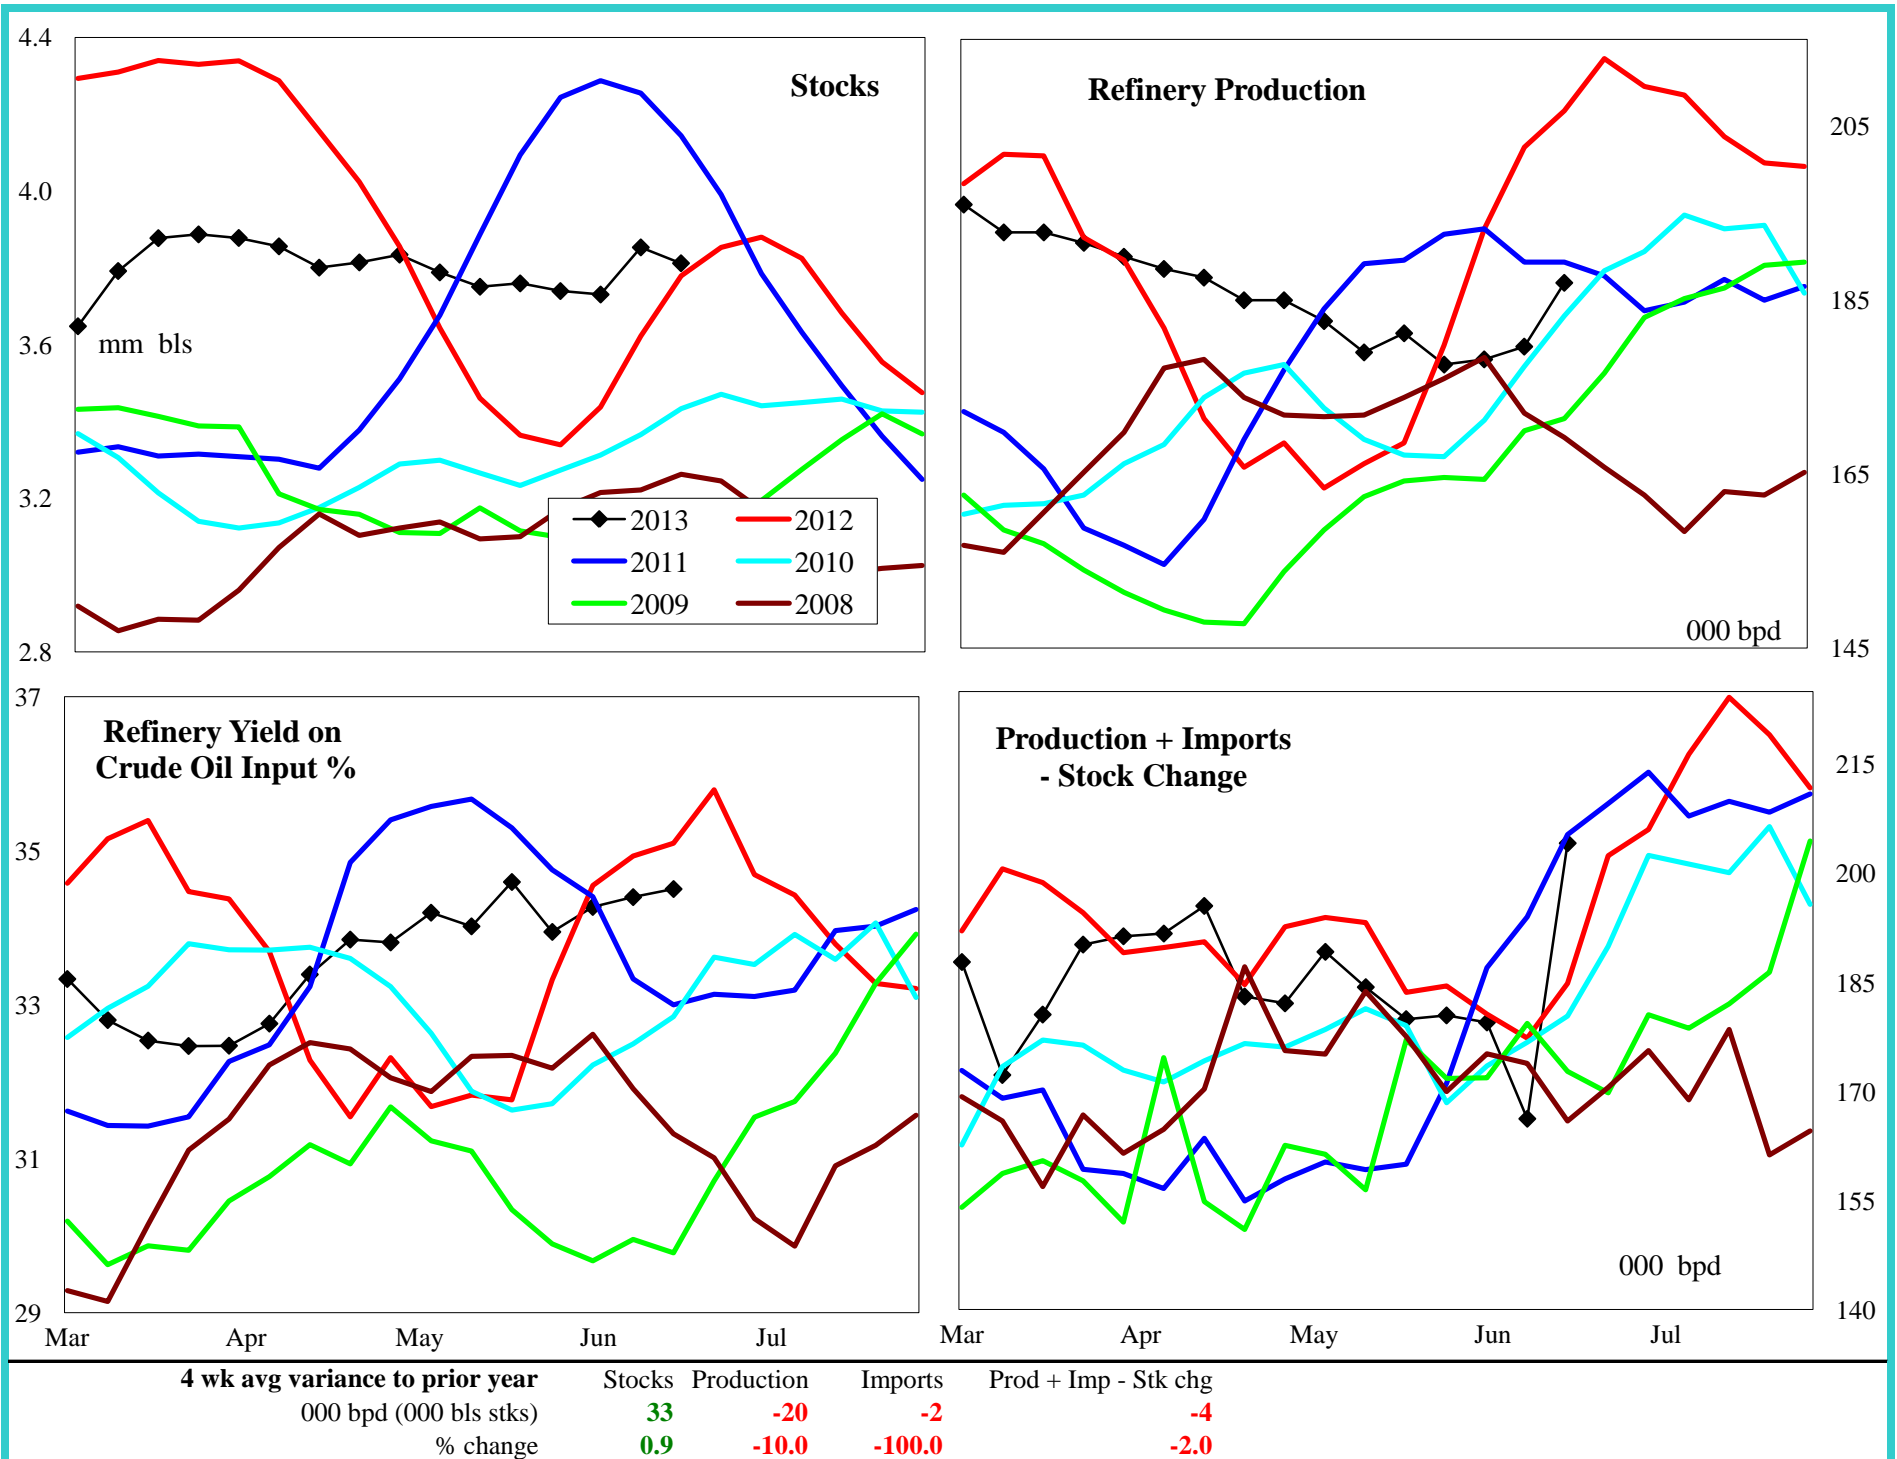 Stocks
4.4
4.0
3.6
3.2
2.8
mm bls
2013
2012
2011
2010
2009
2008
Refinery Production
205
185
165
145
000 bpd
Refinery Yield on
Crude Oil Input %
37
35
33
31
29
Mar Apr May Jun Jul
Production + Imports
- Stock Change
215
200
185
170
155
140
000 bpd
Mar Apr May Jun Jul
4 wk avg variance to prior year Stocks Production Imports Prod + Imp - Stk chg
000 bpd (000 bls stks) 33 -20 -2 -4
% change 0.9 -10.0 -100.0 -2.0